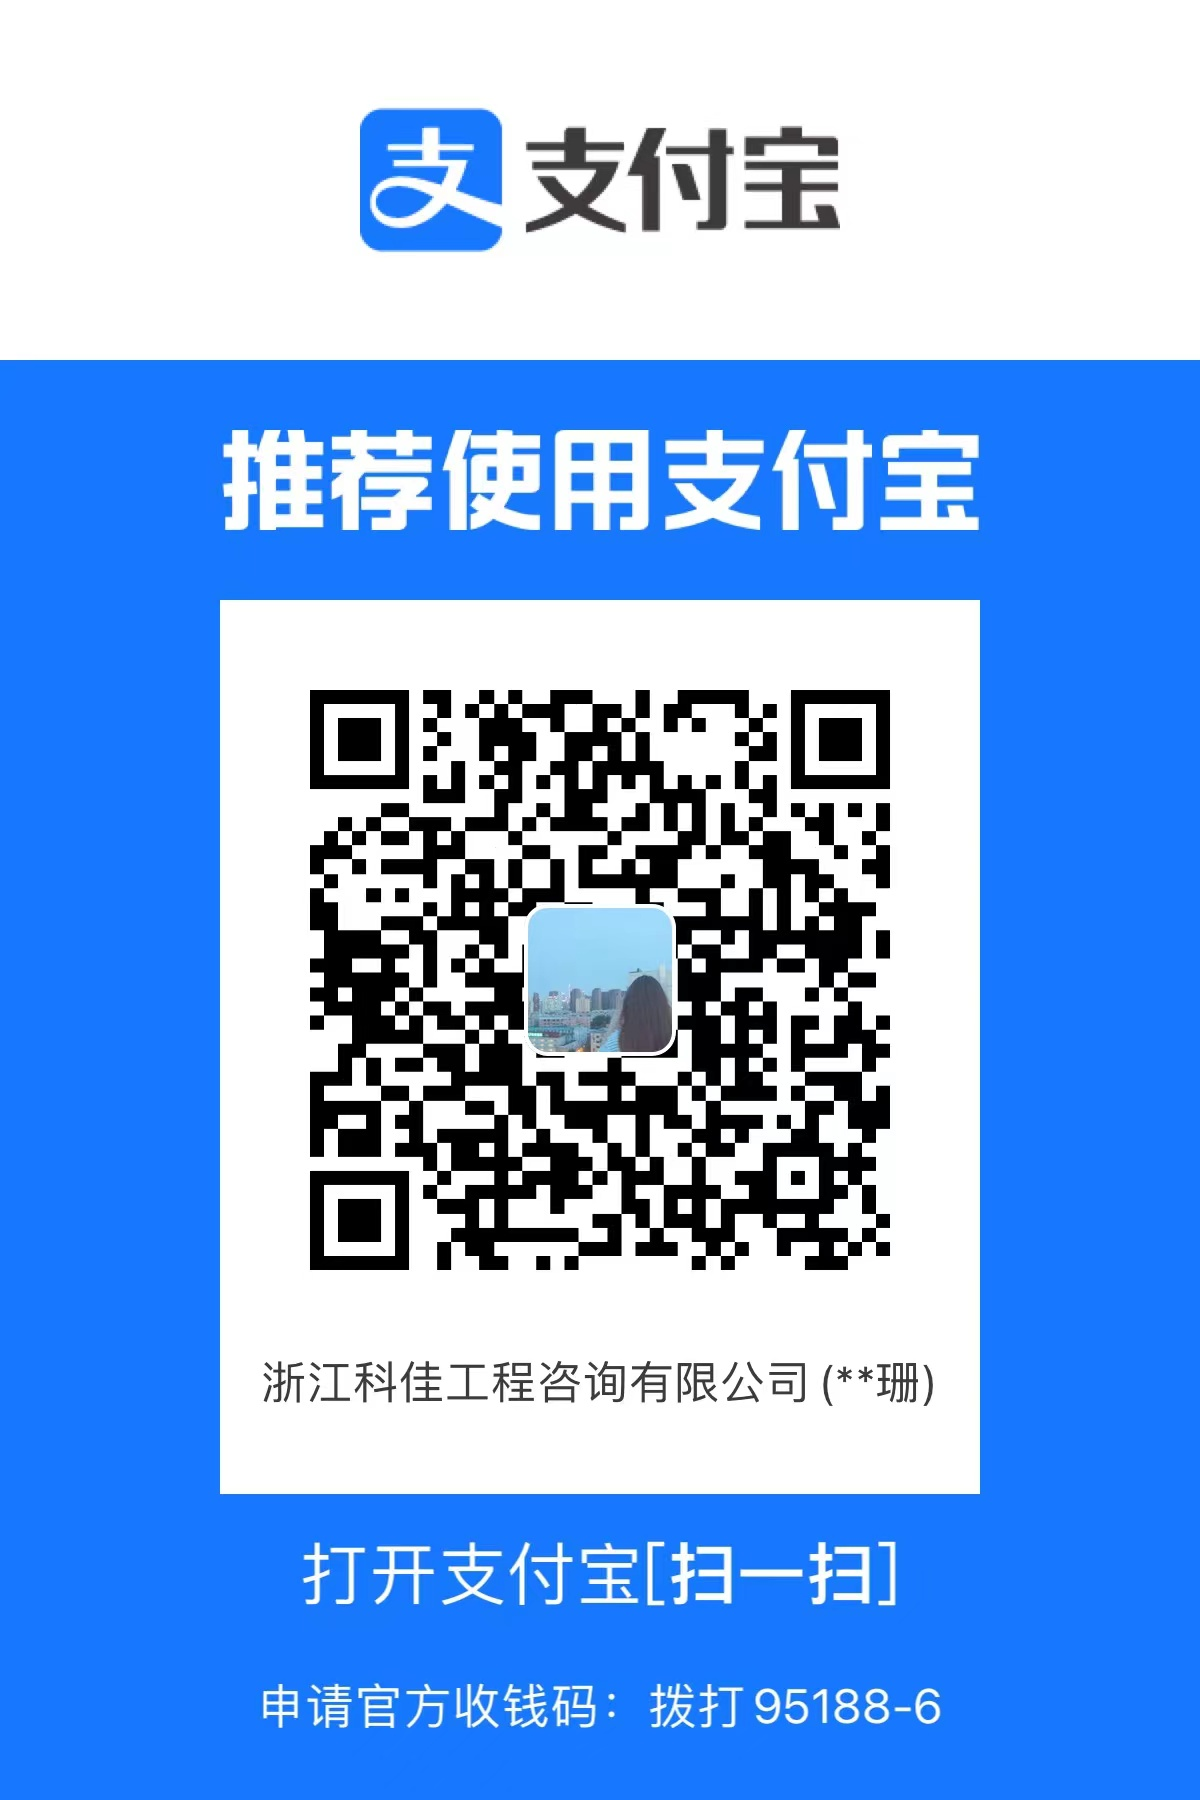 支 支付宝
推荐使用支付宝
浙江科佳工程咨询有限公司 (**珊)
打开支付宝[扫一扫]
申请官方收钱码：拨打 95188-6